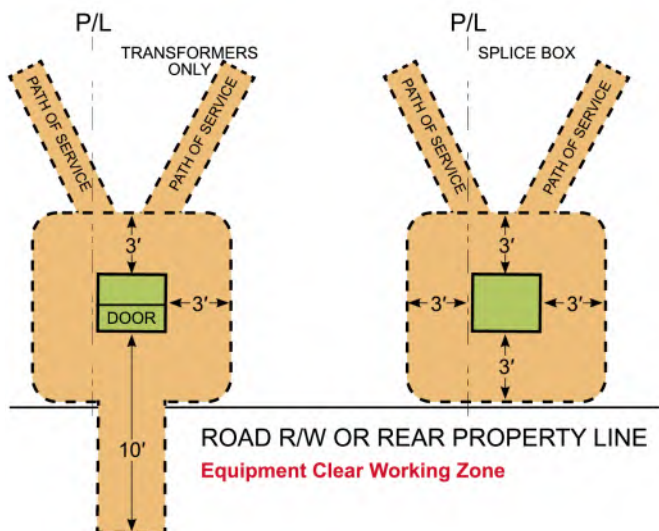 P/L
TRANSFORMERS
ONLY
PATH OF SERVICE
PATH OF SERVICE
3′
3′
DOOR
10′
P/L
SPLICE BOX
PATH OF SERVICE
PATH OF SERVICE
3′
3′
3′
3′
ROAD R/W OR REAR PROPERTY LINE
Equipment Clear Working Zone